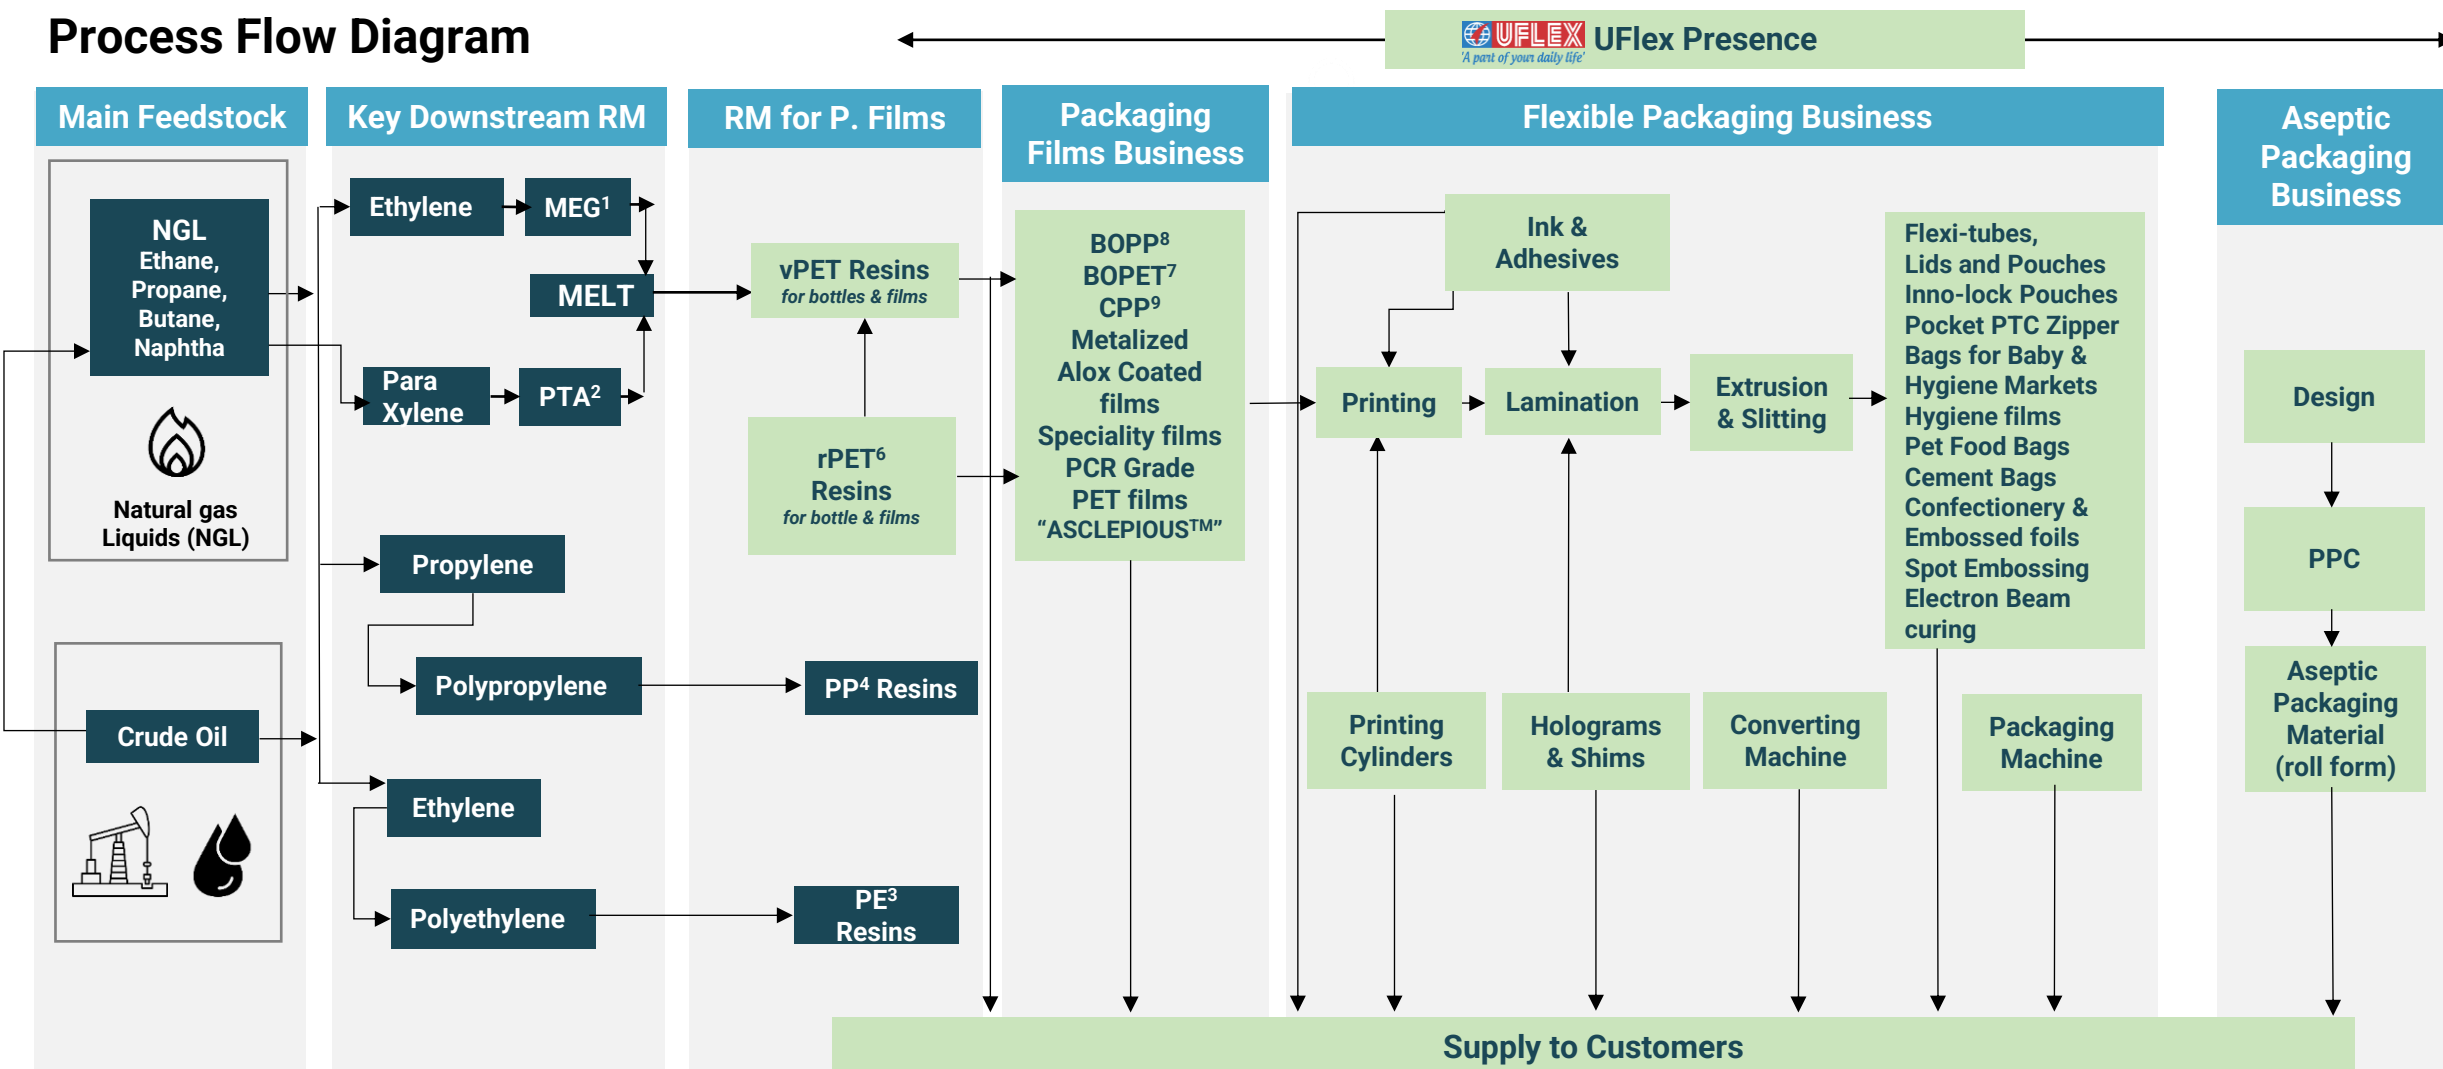 Process Flow Diagram
UFLEX
'A part of your daily life'
UFlex Presence
Main Feedstock
NGL
Ethane,
Propane,
Butane,
Naphtha
Natural gas
Liquids (NGL)
Crude Oil
Key Downstream RM
Ethylene
MEG¹
MELT
Para
Xylene
PTA²
Propylene
Polypropylene
Ethylene
Polyethylene
RM for P. Films
vPET Resins
for bottles & films
rPET⁶
Resins
for bottle & films
PP⁴ Resins
PE³
Resins
Packaging
Films Business
BOPP⁸
BOPET⁷
CPP⁹
Metalized
Alox Coated
films
Speciality films
PCR Grade
PET films
“ASCLEPIOUS™”
Flexible Packaging Business
Ink &
Adhesives
Printing
Lamination
Extrusion
& Slitting
Flexi-tubes,
Lids and Pouches
Inno-lock Pouches
Pocket PTC Zipper
Bags for Baby &
Hygiene Markets
Hygiene films
Pet Food Bags
Cement Bags
Confectionery &
Embossed foils
Spot Embossing
Electron Beam
curing
Printing
Cylinders
Holograms
& Shims
Converting
Machine
Packaging
Machine
Aseptic
Packaging
Business
Design
PPC
Aseptic
Packaging
Material
(roll form)
Supply to Customers